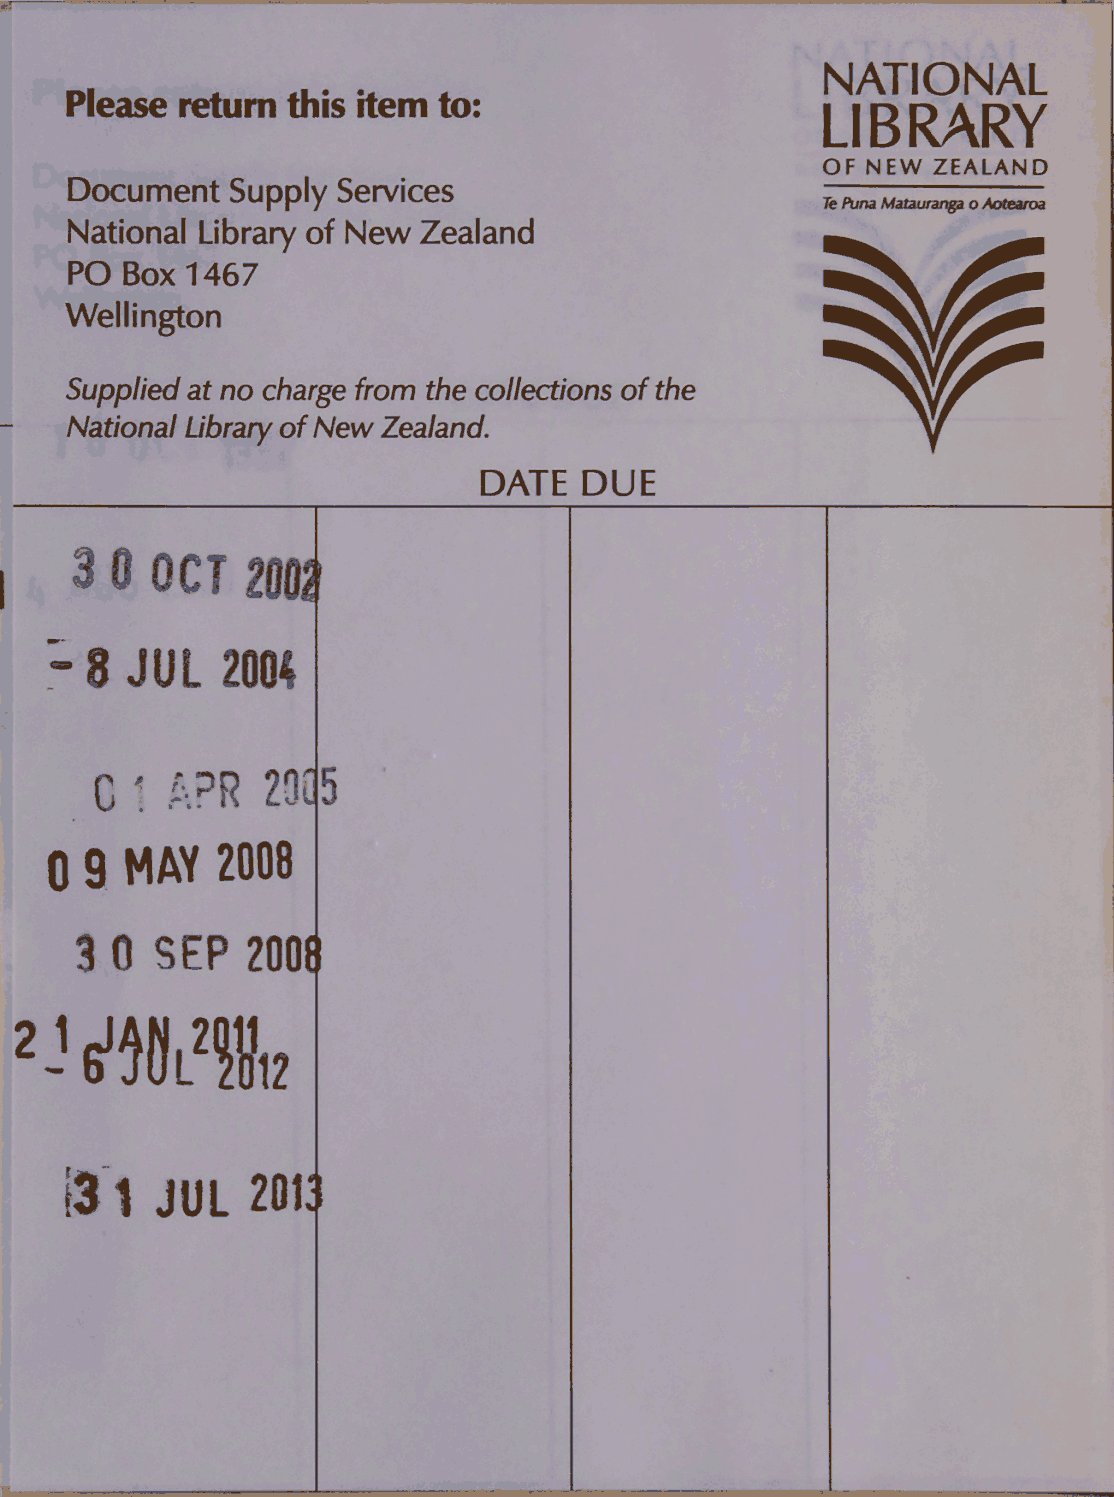 Please return this item to:
Document Supply Services
National Library of New Zealand
PO Box 1467
Wellington
Supplied at no charge from the collections of the
National Library of New Zealand.
NATIONAL
LIBRARY
OF NEW ZEALAND
Te Puna Matauranga o Aotearoa
DATE DUE
30 OCT 2002
- 8 JUL 2004
01 APR 2005
09 MAY 2008
30 SEP 2008
21 JAN 2011
- 6 JUL 2012
31 JUL 2013